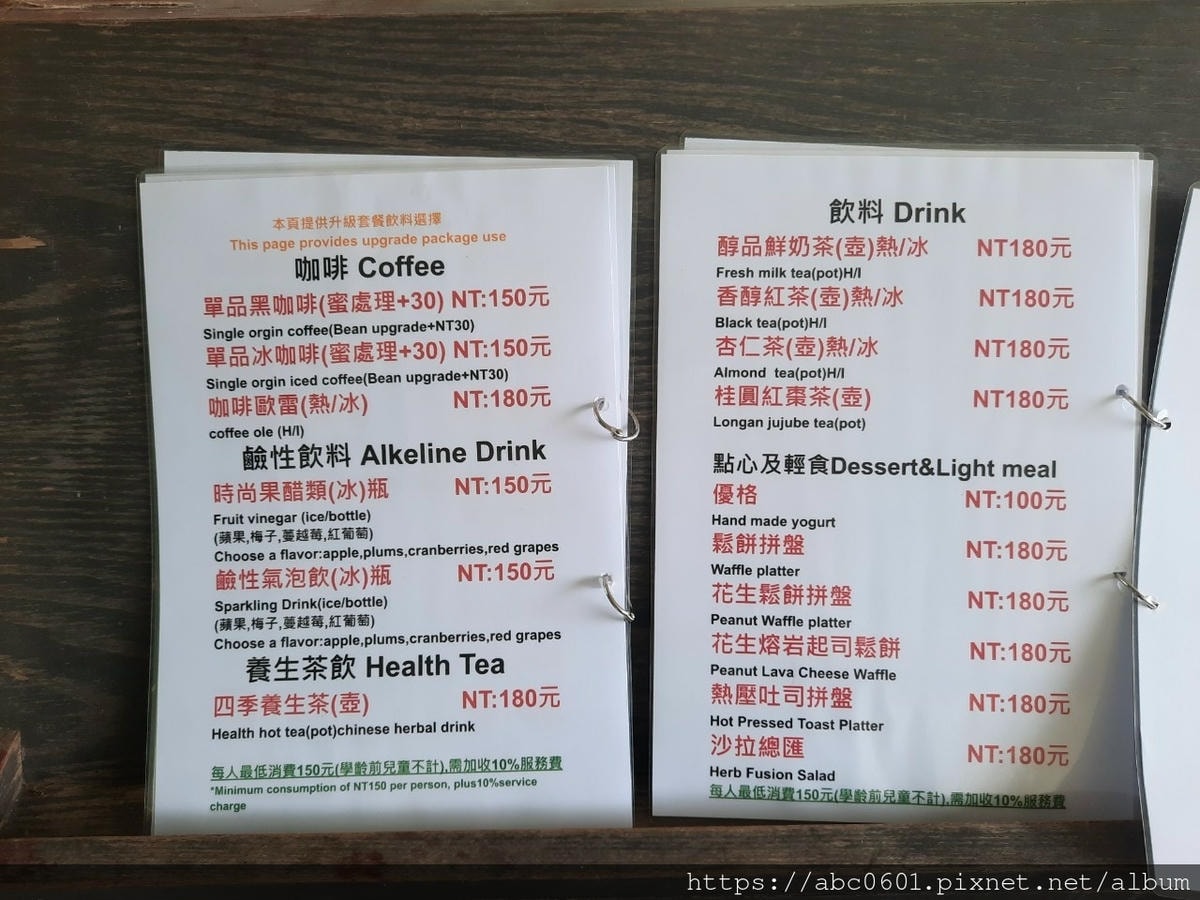 本頁提供升級套餐飲料選擇
This page provides upgrade package use
咖啡 Coffee
單品黑咖啡(蜜處理+30) NT:150元
Single orgin coffee(Bean upgrade+NT30)
單品冰咖啡(蜜處理+30) NT:150元
Single orgin iced coffee(Bean upgrade+NT30)
咖啡歐雷(熱/冰) NT:180元
coffee ole (H/I)
鹼性飲料 Alkeline Drink
時尚果醋類(冰)瓶 NT:150元
Fruit vinegar (ice/bottle)
(蘋果,梅子,蔓越莓,紅葡萄)
Choose a flavor:apple,plums,cranberries,red grapes
鹼性氣泡飲(冰)瓶 NT:150元
Sparkling Drink(ice/bottle)
(蘋果,梅子,蔓越莓,紅葡萄)
Choose a flavor:apple,plums,cranberries,red grapes
養生茶飲 Health Tea
四季養生茶(壺) NT:180元
Health hot tea(pot)chinese herbal drink
每人最低消費150元(學齡前兒童不計),需加收10%服務費
*Minimum consumption of NT150 per person, plus10%service
charge
飲料 Drink
醇品鮮奶茶(壺)熱/冰 NT180元
Fresh milk tea(pot)H/I
香醇紅茶(壺)熱/冰 NT180元
Black tea(pot)H/I
杏仁茶(壺)熱/冰 NT180元
Almond tea(pot)H/I
桂圓紅棗茶(壺) NT180元
Longan jujube tea(pot)
點心及輕食Dessert&Light meal
優格 NT:100元
Hand made yogurt
鬆餅拼盤 NT:180元
Waffle platter
花生鬆餅拼盤 NT:180元
Peanut Waffle platter
花生熔岩起司鬆餅 NT:180元
Peanut Lava Cheese Waffle
熱壓吐司拼盤 NT:180元
Hot Pressed Toast Platter
沙拉總匯 NT:180元
Herb Fusion Salad
每人最低消費150元(學齡前兒童不計),需加收10%服務費
https://abc0601.pixnet.net/album